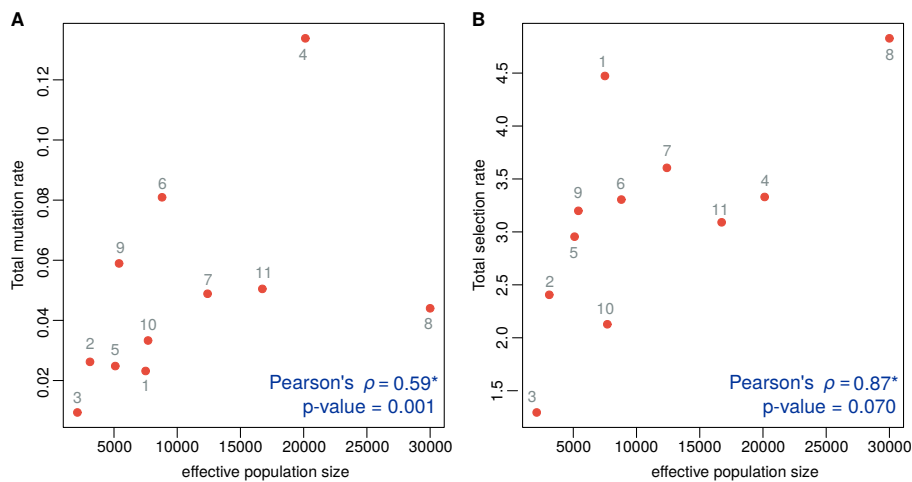 A
Total mutation rate
0.12
0.10
0.08
0.06
0.04
0.02
4
6
9
7
11
8
10
2
5
1
3
Pearson's ρ = 0.59*
p-value = 0.001
5000 10000 15000 20000 25000 30000
effective population size
B
Total selection rate
4.5
4.0
3.5
3.0
2.5
2.0
1.5
8
1
7
4
6
9
11
5
2
10
3
Pearson's ρ = 0.87*
p-value = 0.070
5000 10000 15000 20000 25000 30000
effective population size